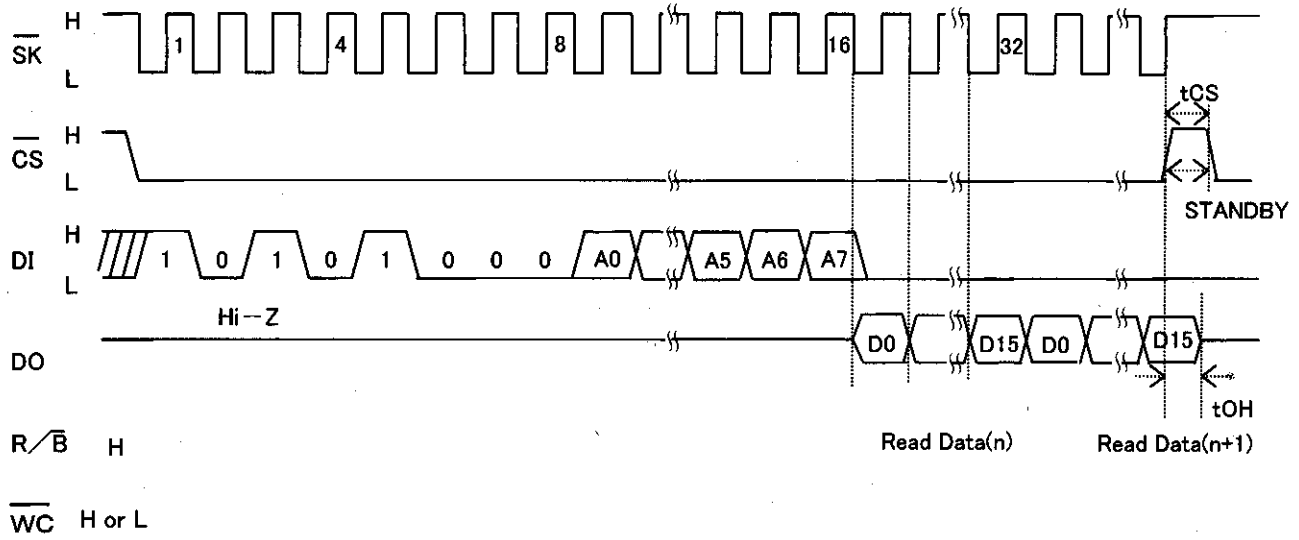 SK H L 1 4 8 16 32
tCS
CS H L
STANDBY
DI H L 1 0 1 0 1 0 0 0 A0 A5 A6 A7
Hi-Z
DO D0 D15 D0 D15
tOH
R/B H Read Data(n) Read Data(n+1)
WC H or L